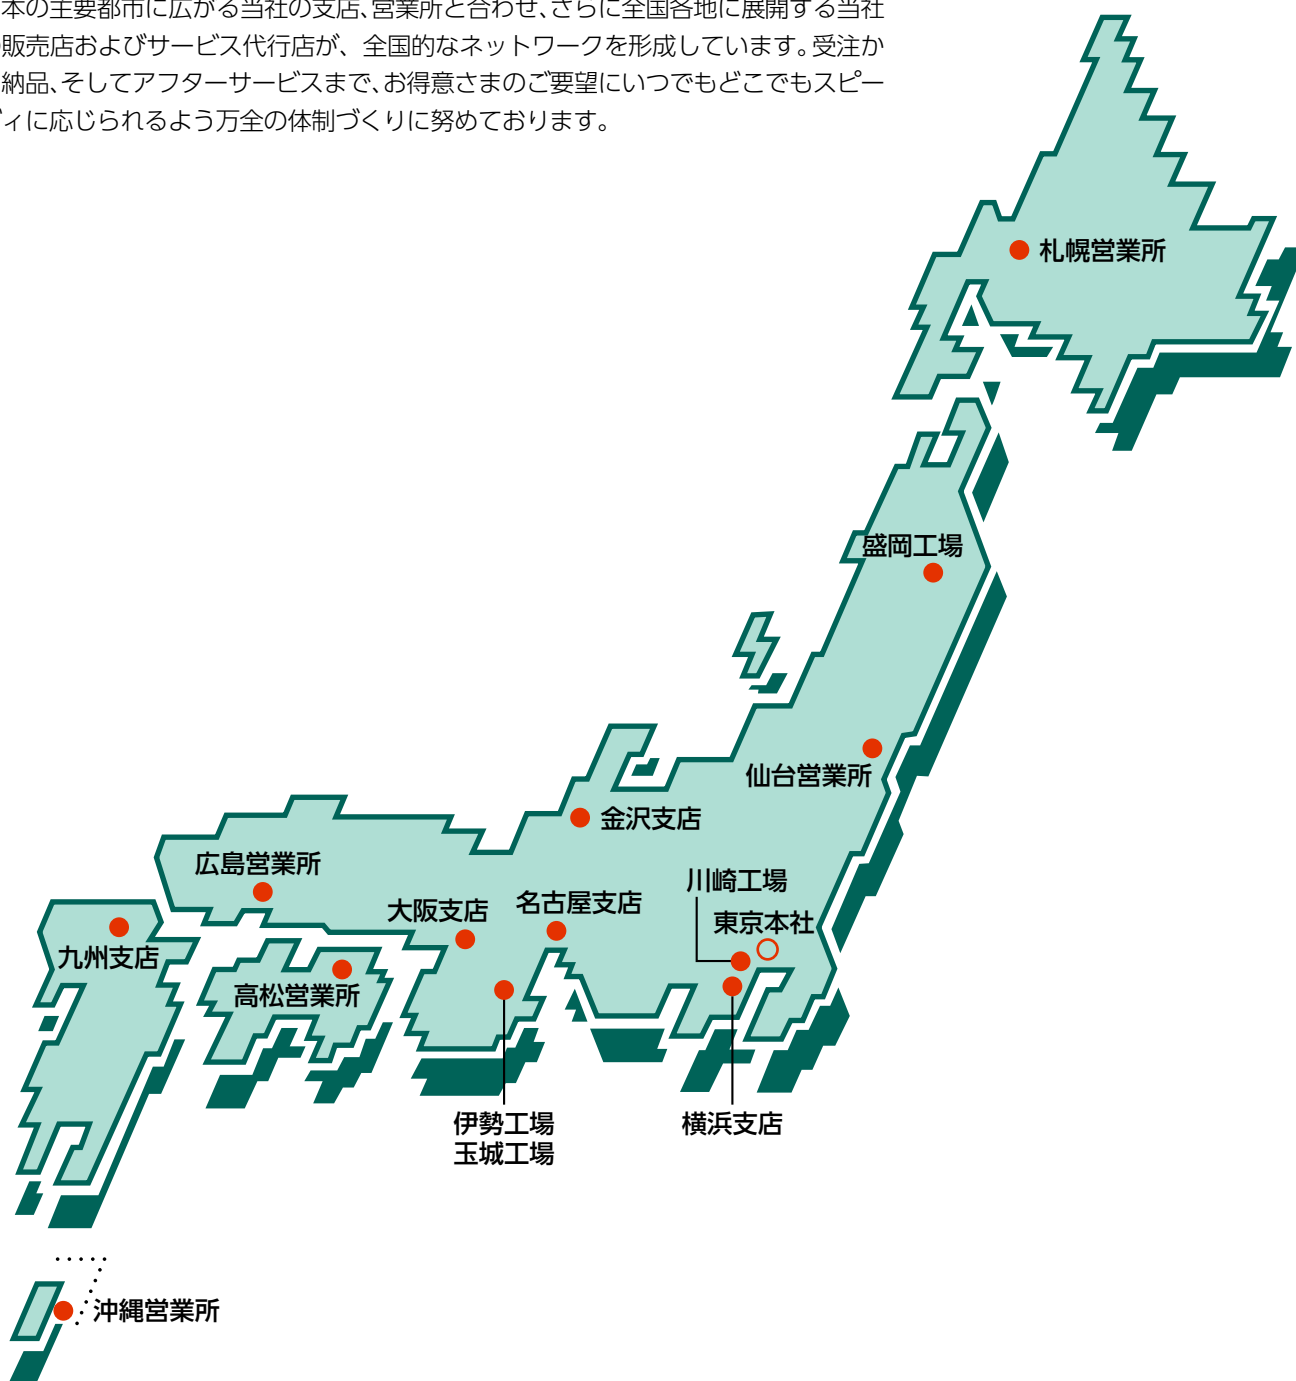 本の主要都市に広がる当社の支店、営業所と合わせ、さらに全国各地に展開する当社
販売店およびサービス代行店が、全国的なネットワークを形成しています。受注か
納品、そしてアフターサービスまで、お得意さまのご要望にいつでもどこでもスピー
ィに応じられるよう万全の体制づくりに努めております。
札幌営業所
盛岡工場
仙台営業所
金沢支店
広島営業所
川崎工場
大阪支店
名古屋支店
東京本社
九州支店
高松営業所
伊勢工場
玉城工場
横浜支店
沖縄営業所